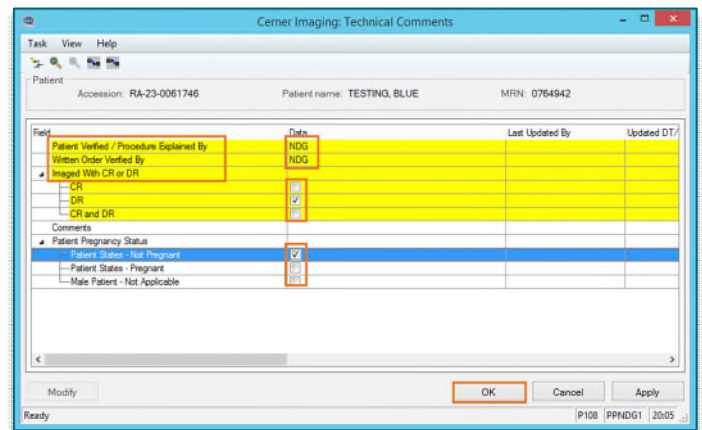 Cerner Imaging: Technical Comments
Task View Help
Patient
Accession: RA-23-0061746 Patient name: TESTING, BLUE MRN: 0764942
Field Data Last Updated By Updated DT/
Patient Verified / Procedure Explained By NDG
Written Order Verified By NDG
Imaged With CR or DR
CR
DR
CR and DR
Comments
Patient Pregnancy Status
Patient States - Not Pregnant
Patient States - Pregnant
Male Patient - Not Applicable
Modify OK Cancel Apply
Ready P108 PPNDG1 20:05